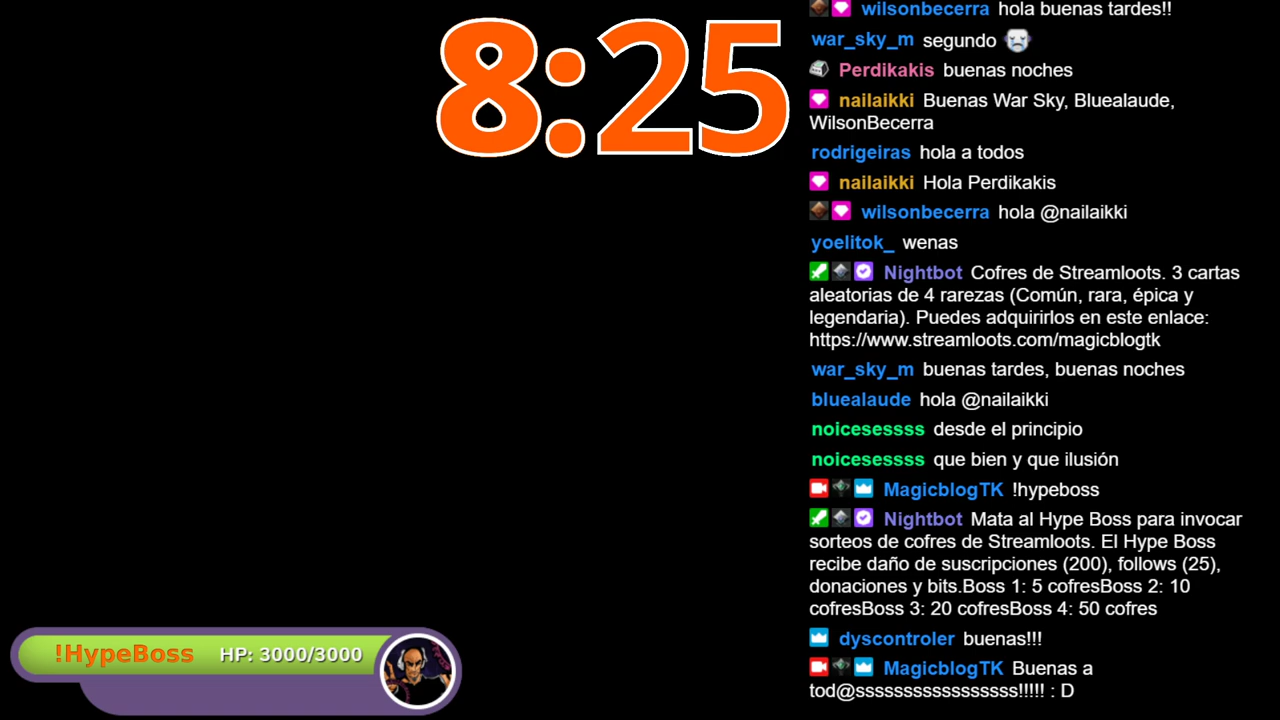 8:25
wilsonbecerra hola buenas tardes!!
war_sky_m segundo
Perdikakis buenas noches
nailaikki Buenas War Sky, Bluealaude,
WilsonBecerra
rodrigeiras hola a todos
nailaikki Hola Perdikakis
wilsonbecerra hola @nailaikki
yoelitok_ wenas
Nightbot Cofres de Streamloots. 3 cartas
aleatorias de 4 rarezas (Común, rara, épica y
legendaria). Puedes adquirirlos en este enlace:
https://www.streamloots.com/magicblogtk
war_sky_m buenas tardes, buenas noches
bluealaude hola @nailaikki
noicesessss desde el principio
noicesessss que bien y que ilusión
MagicblogTK !hypeboss
Nightbot Mata al Hype Boss para invocar
sorteos de cofres de Streamloots. El Hype Boss
recibe daño de suscripciones (200), follows (25),
donaciones y bits.Boss 1: 5 cofresBoss 2: 10
cofresBoss 3: 20 cofresBoss 4: 50 cofres
dyscontroler buenas!!!
MagicblogTK Buenas a
tod@sssssssssssssssss!!!!! : D
!HypeBoss HP: 3000/3000